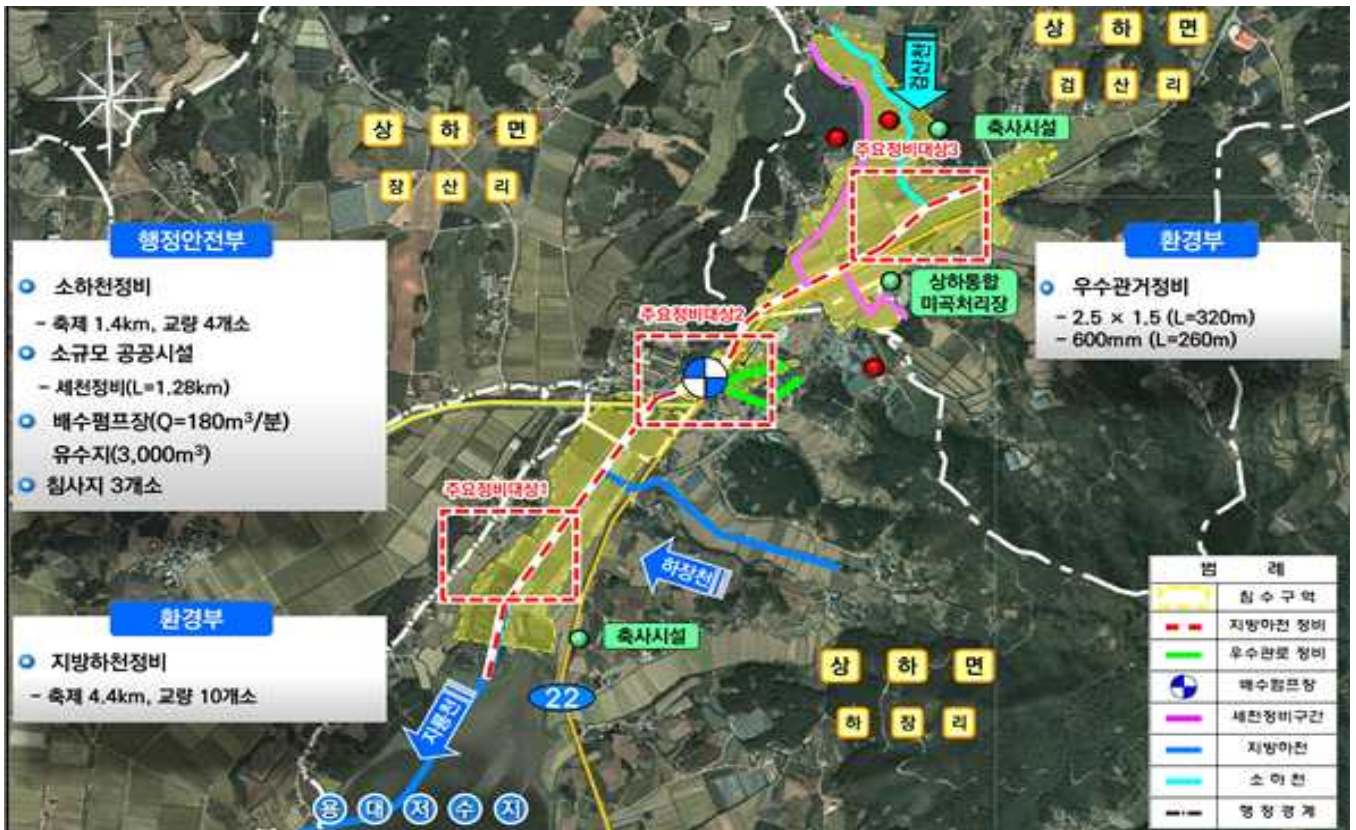 상 하 면
장 산 리
검산천
상 하 면
검 산 리
축사시설
주요정비대상3
행정안전부
소하천정비
- 축제 1.4km, 교량 4개소
소규모 공공시설
- 세천정비(L=1.28km)
배수펌프장(Q=180m³/분)
유수지(3,000m³)
침사지 3개소
상하통합
미곡처리장
환경부
우수관거정비
- 2.5 × 1.5 (L=320m)
- 600mm (L=260m)
주요정비대상2
주요정비대상1
하장천
환경부
지방하천정비
- 축제 4.4km, 교량 10개소
축사시설
22
자룡천
용 대 저 수 지
상 하 면
하 장 리
범 례
침수구역
지방하천 정비
우수관로 정비
배수펌프장
세천정비구간
지방하천
소하천
행정경계